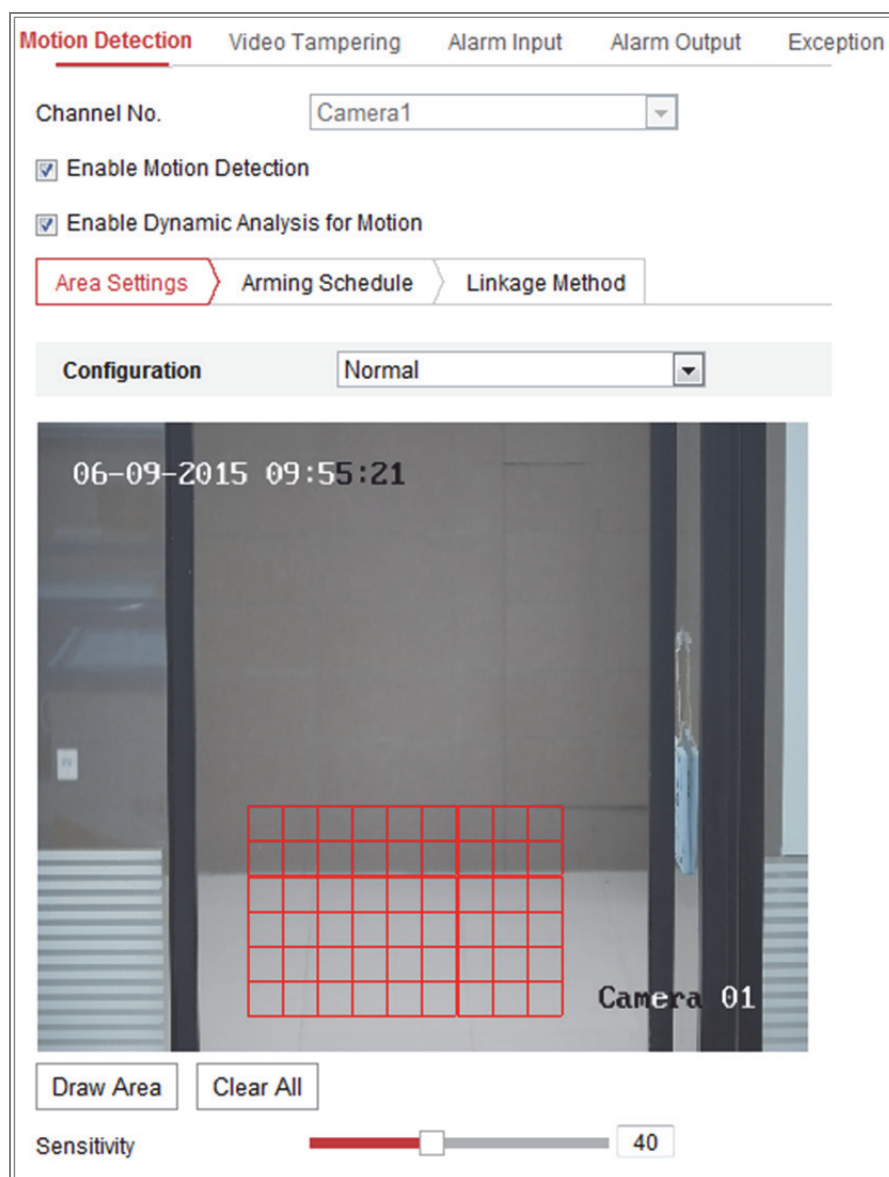 Motion Detection Video Tampering Alarm Input Alarm Output Exception
Channel No. Camera1
Enable Motion Detection
Enable Dynamic Analysis for Motion
Area Settings Arming Schedule Linkage Method
Configuration Normal
06-09-2015 09:55:21
Camera 01
Draw Area Clear All
Sensitivity 40